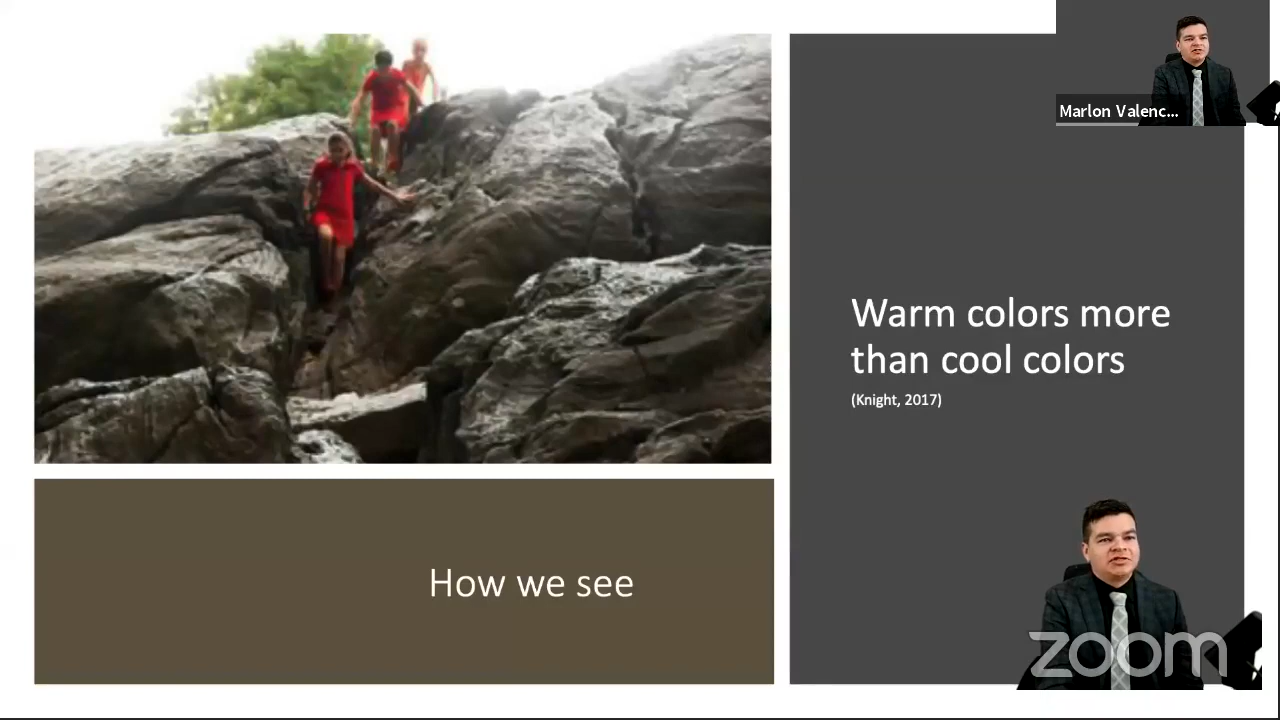 Marlon Valenc...
Warm colors more
than cool colors
(Knight, 2017)
How we see
zoom